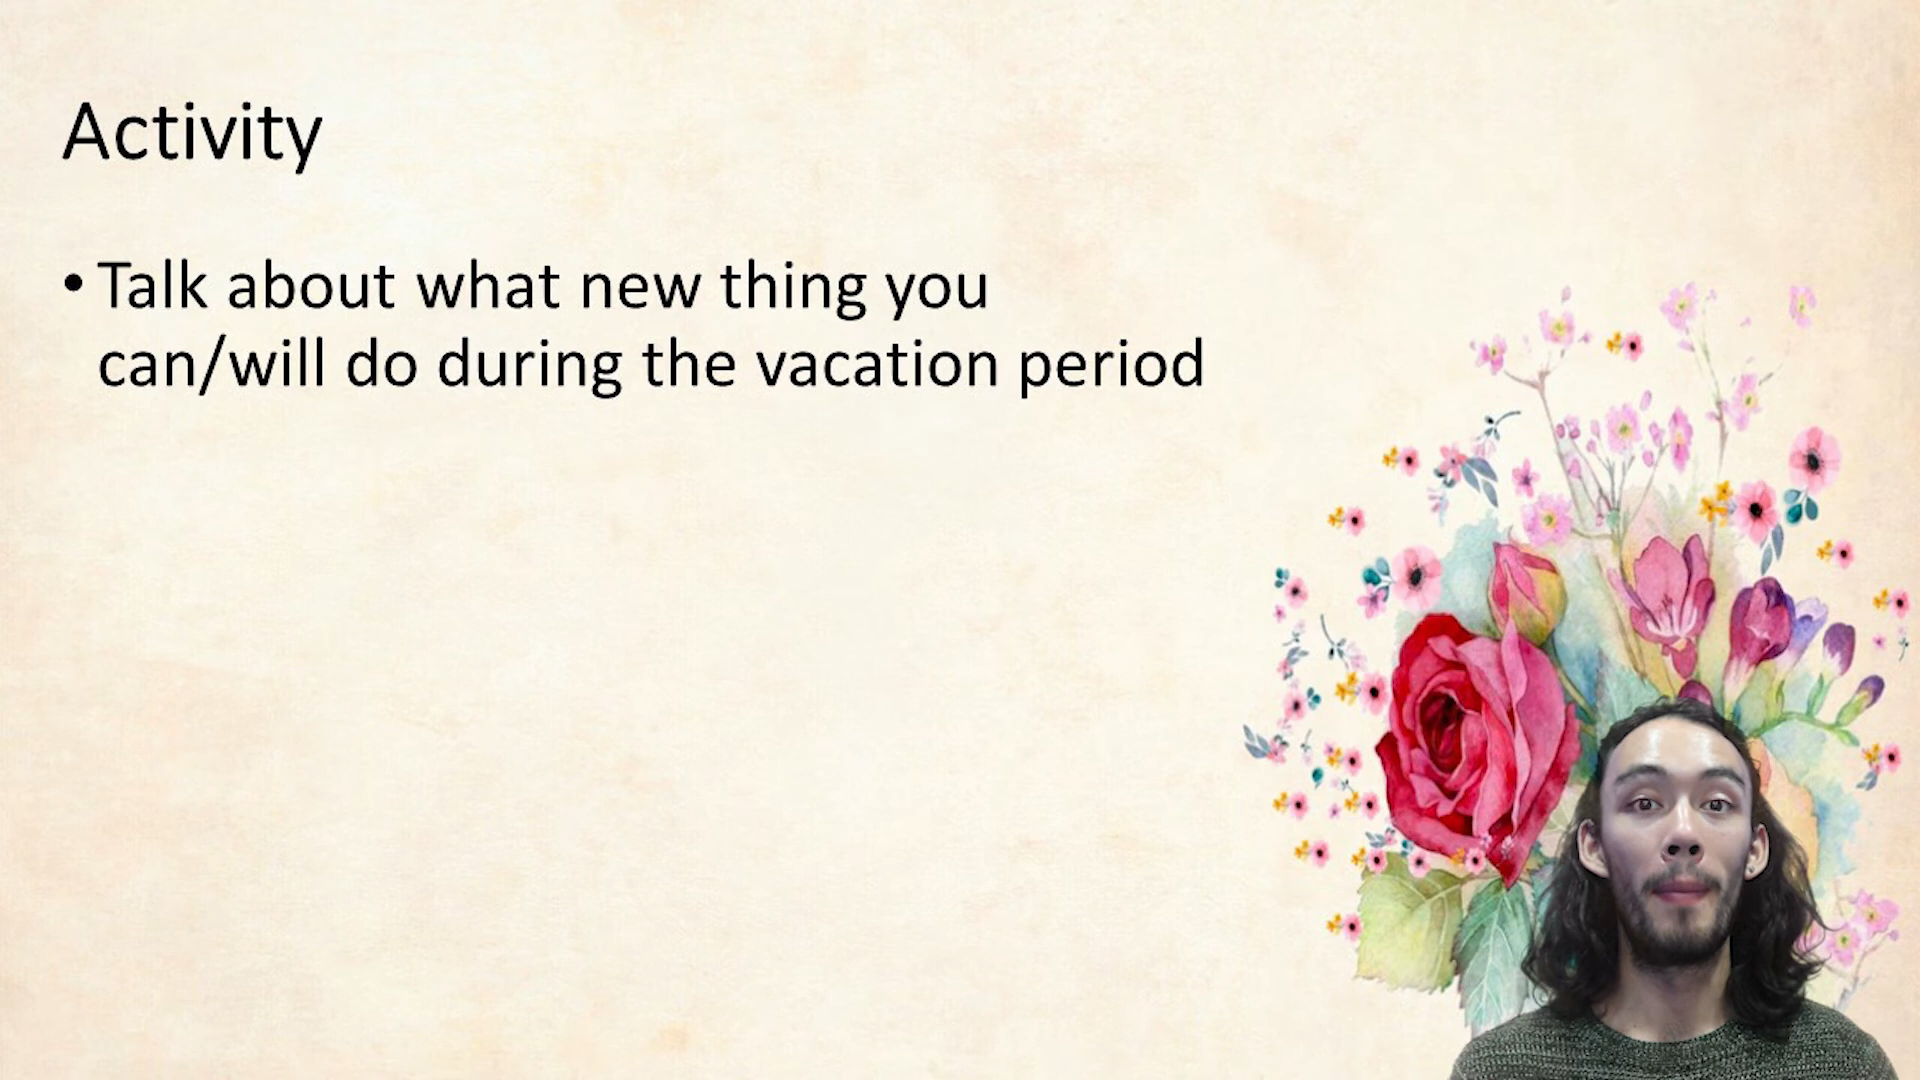 Activity
• Talk about what new thing you
can/will do during the vacation period